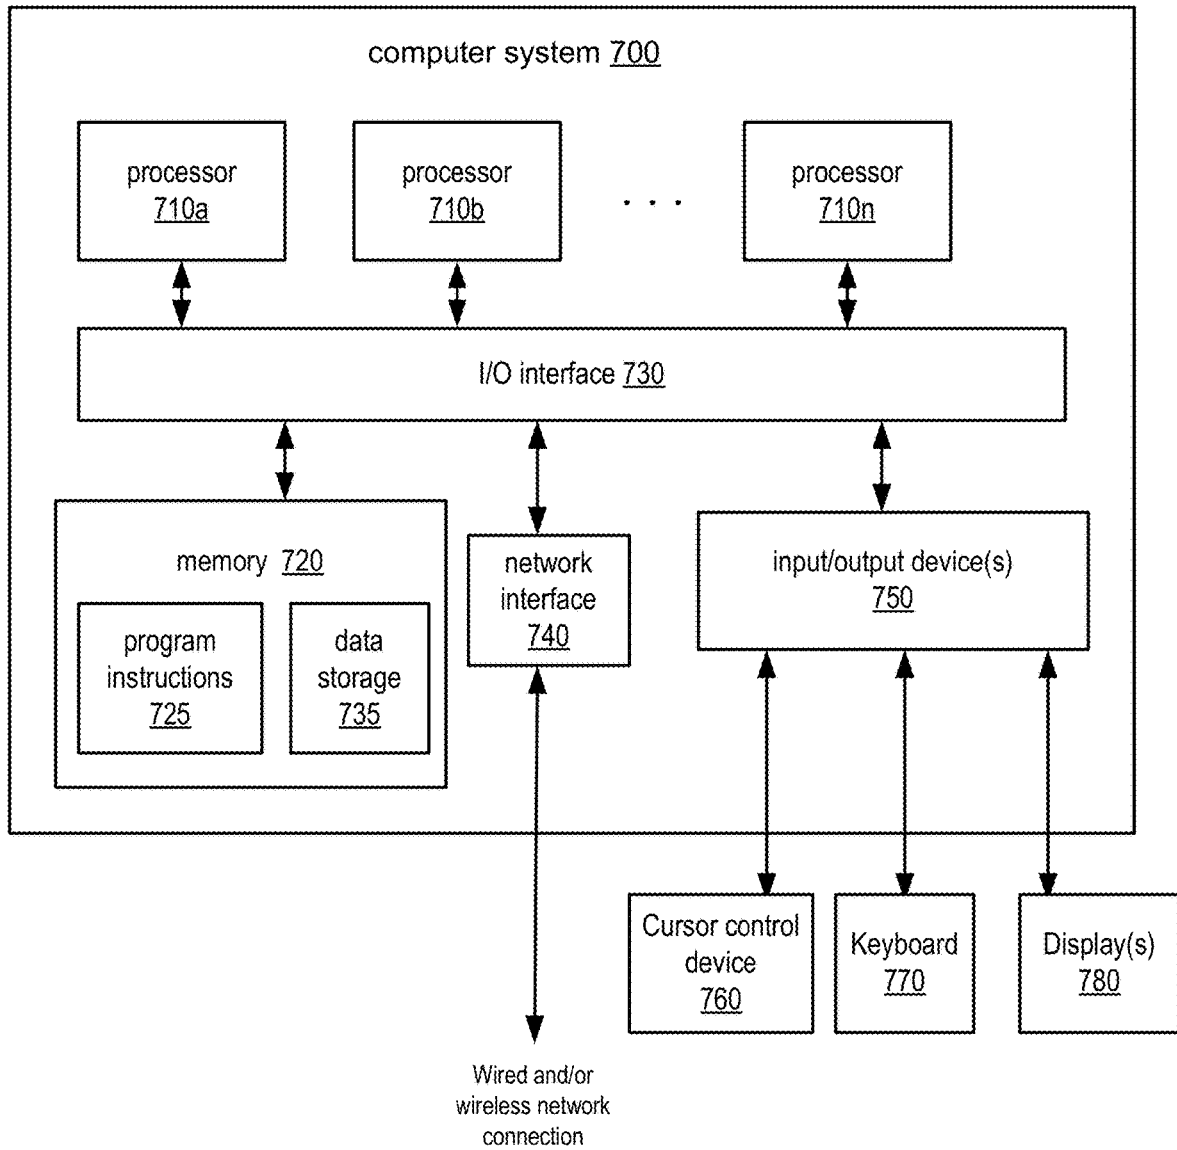 computer system 700
processor
710a
processor
710b
. . .
processor
710n
I/O interface 730
memory 720
program
instructions
725
data
storage
735
network
interface
740
input/output device(s)
750
Cursor control
device
760
Keyboard
770
Display(s)
780
Wired and/or
wireless network
connection